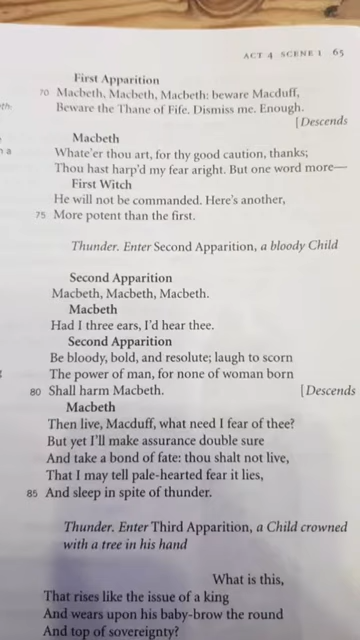 ACT 4 SCENE 1 65
First Apparition
70 Macbeth, Macbeth, Macbeth: beware Macduff,
Beware the Thane of Fife. Dismiss me. Enough.
[Descends
Macbeth
Whate'er thou art, for thy good caution, thanks;
Thou hast harp'd my fear aright. But one word more—
First Witch
He will not be commanded. Here's another,
75 More potent than the first.
Thunder. Enter Second Apparition, a bloody Child
Second Apparition
Macbeth, Macbeth, Macbeth.
Macbeth
Had I three ears, I'd hear thee.
Second Apparition
Be bloody, bold, and resolute; laugh to scorn
The power of man, for none of woman born
80 Shall harm Macbeth. [Descends
Macbeth
Then live, Macduff, what need I fear of thee?
But yet I'll make assurance double sure
And take a bond of fate: thou shalt not live,
That I may tell pale-hearted fear it lies,
85 And sleep in spite of thunder.
Thunder. Enter Third Apparition, a Child crowned
with a tree in his hand
What is this,
That rises like the issue of a king
And wears upon his baby-brow the round
And top of sovereignty?